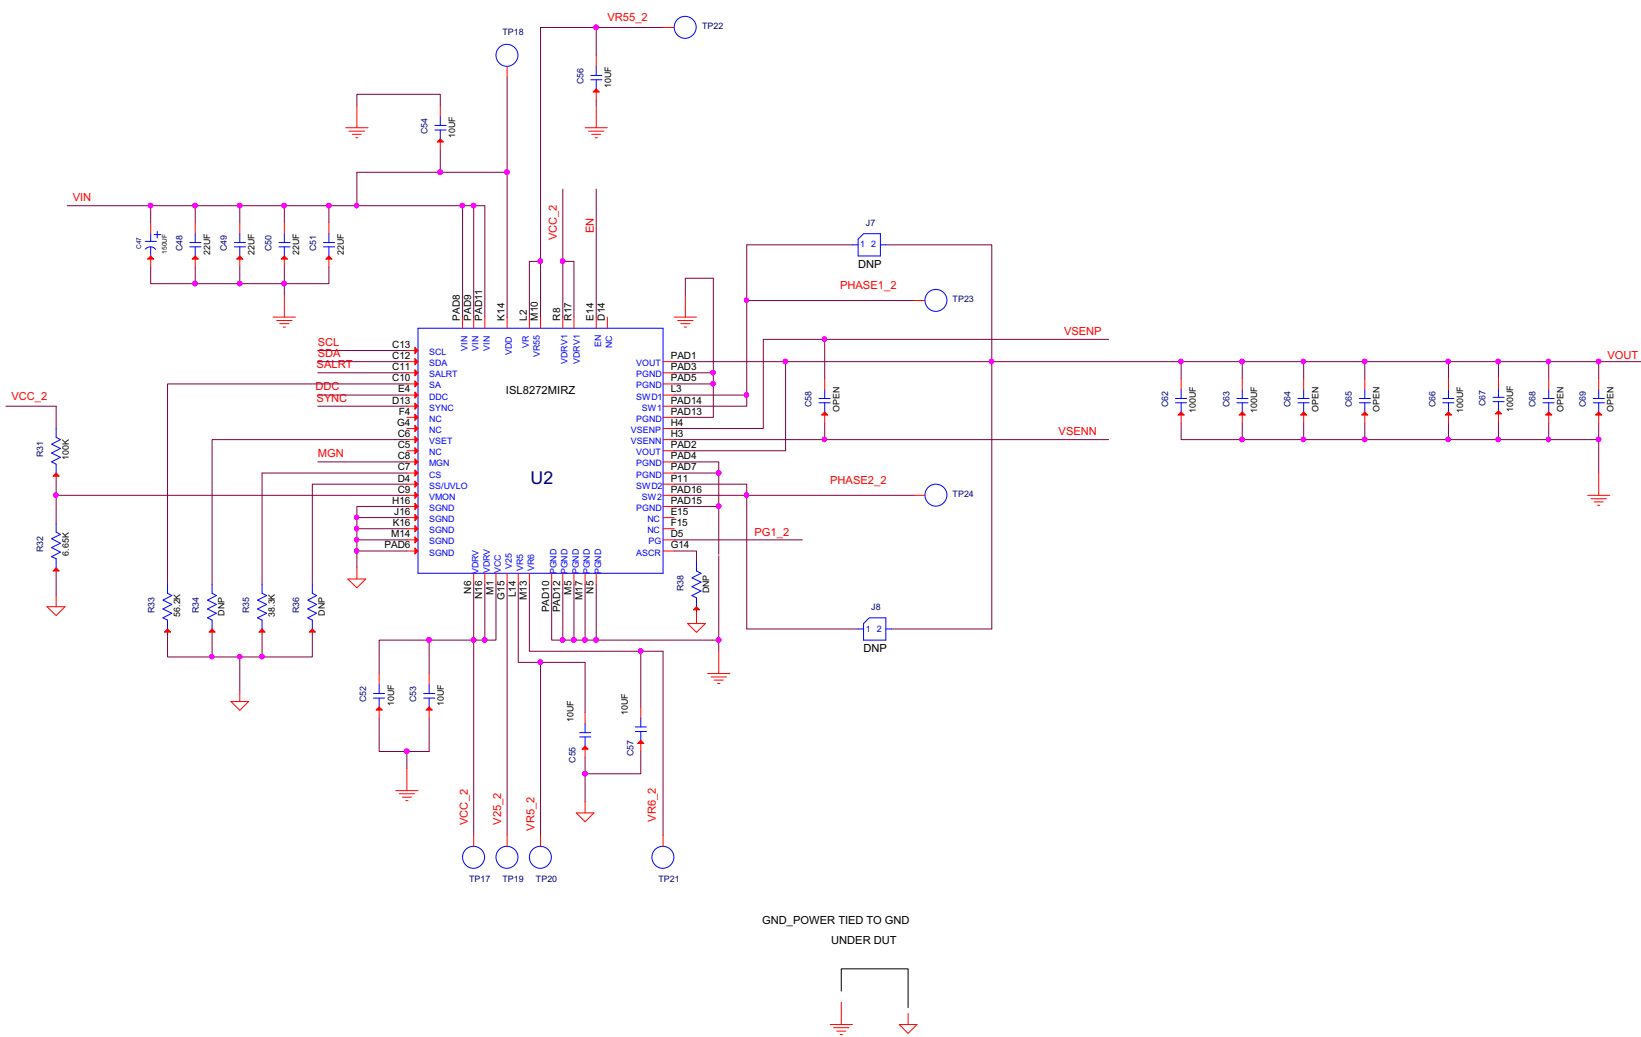 VR55_2
TP22
TP18
C56
10UF
C54
10UF
VIN
C47
+
150UF
C48
22UF
C49
22UF
C50
22UF
C51
22UF
VCC_2
EN
J7
1 2
DNP
PHASE1_2
TP23
PAD8
PAD9
PAD11
K14
L2
M10
R8
R17
E14
D14
VIN
VIN
VIN
VDD
VR
VR55
VDRV1
VDRV1
EN
NC
ISL8272MIRZ
U2
SCL
C13
SCL
SDA
C12
SDA
SALRT
C11
SALRT
C10
SA
DDC
E4
DDC
SYNC
D13
SYNC
F4
NC
G4
NC
C6
VSET
C5
NC
MGN
C8
MGN
C7
CS
D4
SS/UVLO
C9
VMON
H16
SGND
J16
SGND
K16
SGND
M14
SGND
PAD6
SGND
VOUT
PAD1
PGND
PAD3
PGND
PAD5
SWD1
L3
SW1
PAD14
PGND
PAD13
VSENP
H4
VSENN
H3
VOUT
PAD2
PGND
PAD4
PGND
PAD7
SWD2
P11
SW2
PAD16
PGND
PAD15
NC
E15
NC
F15
PG
D5
ASCR
G14
VDRV
VDRV
VCC
V25
VR5
VR6
PGND
PGND
PGND
PGND
PGND
N6
N16
M1
G15
L14
M13
PAD10
PAD12
M5
M17
N5
VSENP
VOUT
VSENN
C58
OPEN
C62
100UF
C63
100UF
C64
OPEN
C65
OPEN
C66
100UF
C67
100UF
C68
OPEN
C69
OPEN
PHASE2_2
TP24
PG1_2
R38
DNP
J8
1 2
DNP
VCC_2
R31
100K
R32
6.65K
R33
56.2K
R34
DNP
R35
38.3K
R36
DNP
C52
10UF
C53
10UF
C55
10UF
C57
10UF
VCC_2
V25_2
VR5_2
VR6_2
TP17
TP19
TP20
TP21
GND_POWER TIED TO GND
UNDER DUT